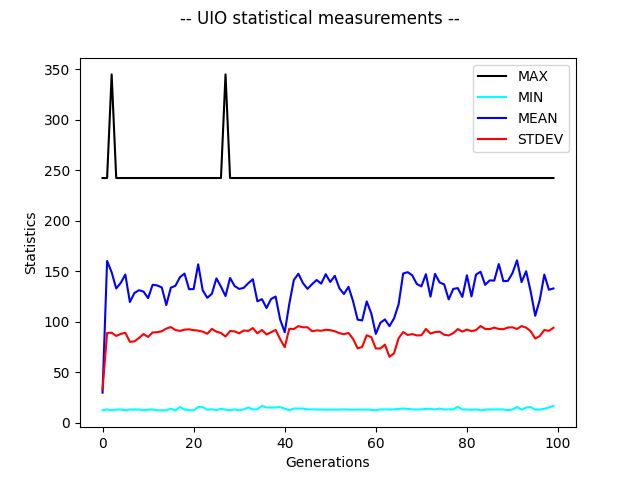 -- UIO statistical measurements --
350
300
250
200
150
100
50
0
Statistics
MAX
MIN
MEAN
STDEV
0
20
40
60
80
100
Generations